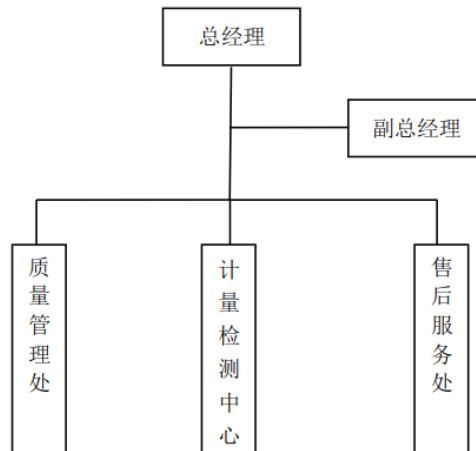 总经理
副总经理
质量管理处
计量检测中心
售后服务处